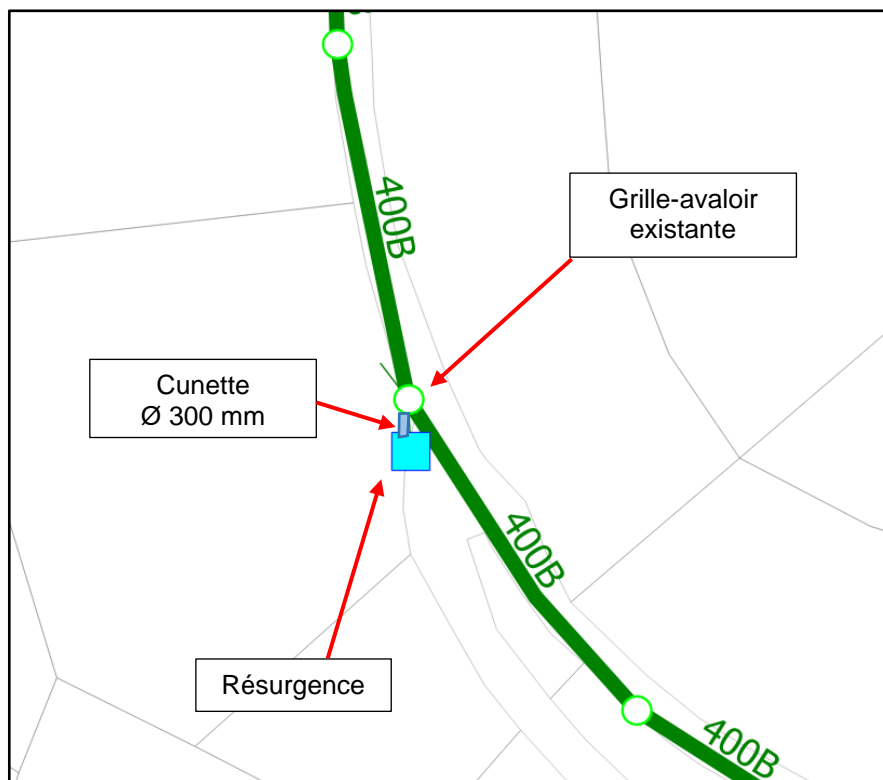 400B
Grille-avaloir
existante
Cunette
Ø 300 mm
400B
Résurgence
400B